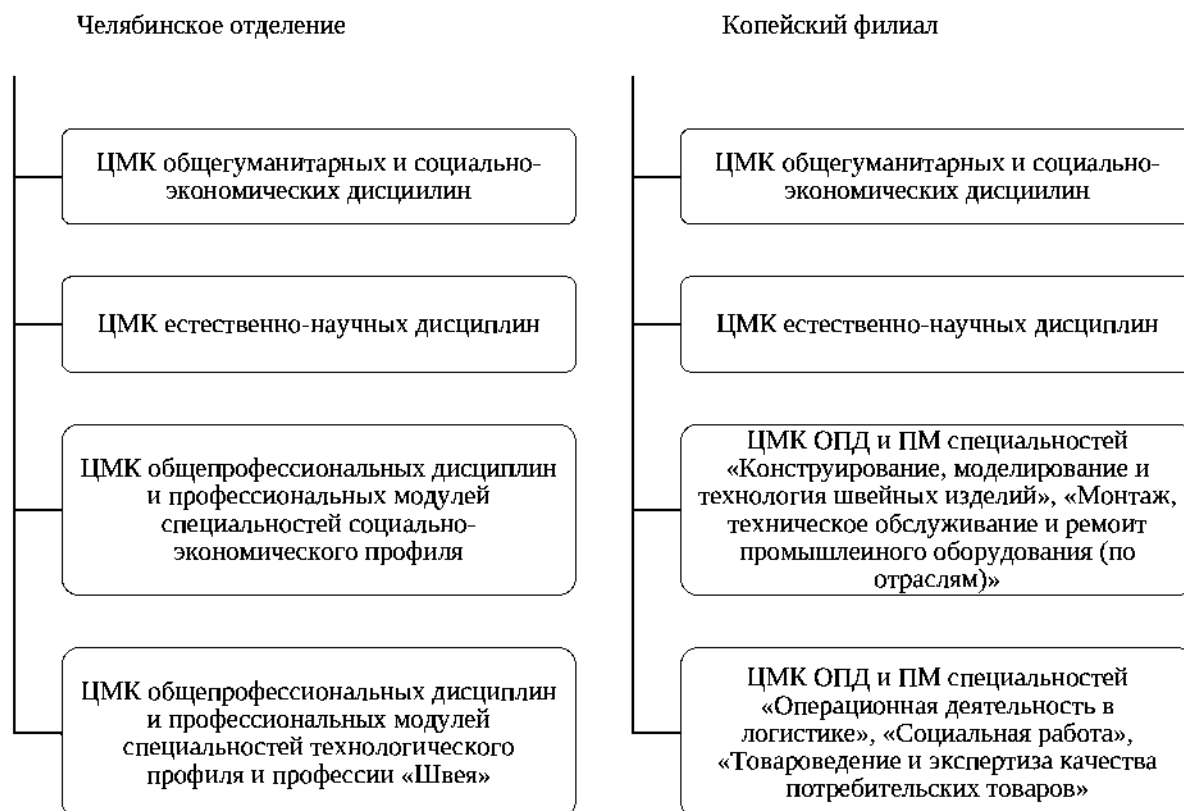 Челябинское отделение
ЦМК общегуманитарных и социально-
экономических дисциилин
ЦМК естественно-научных дисциплин
ЦМК общепрофессиональных дисциплин
и профессиональных модулей
специальностей социально-
экономического профиля
ЦМК общепрофессиональных дисциплин
и профессиональных модулей
специальностей технологического
профиля и профессии «Швея»
Копейский филиал
ЦМК общегуманитарных и социально-
экономических дисциилин
ЦМК естественно-научных дисциплин
ЦМК ОПД и ПМ специальностей
«Конструирование, моделирование и
технология швейных изделий», «Монтаж,
техническое обслуживание и ремоит
промышлеиного оборудования (по
отраслям)»
ЦМК ОПД и ПМ специальностей
«Операционная деятельность в
логистике», «Социальная работа»,
«Товароведение и экспертиза качества
потребительских товаров»